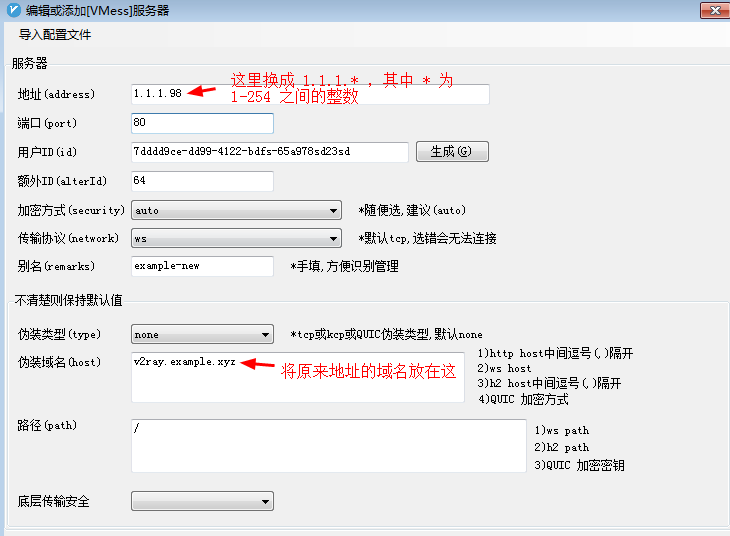 编辑或添加[VMess]服务器
导入配置文件
服务器
地址(address)
1.1.1.98
这里换成 1.1.1.* ，其中 * 为
1-254 之间的整数
端口(port)
80
用户ID(id)
7dddd9ce-dd99-4122-bdfs-65a978sd23sd
生成(G)
额外ID(alterId)
64
加密方式(security)
auto
*随便选,建议(auto)
传输协议(network)
ws
*默认tcp,选错会无法连接
别名(remarks)
example-new
*手填,方便识别管理
不清楚则保持默认值
伪装类型(type)
none
*tcp或kcp或QUIC伪装类型,默认none
伪装域名(host)
v2ray.example.xyz
将原来地址的域名放在这
1)http host中间逗号(,)隔开
2)ws host
3)h2 host中间逗号(,)隔开
4)QUIC 加密方式
路径(path)
/
1)ws path
2)h2 path
3)QUIC 加密密钥
底层传输安全